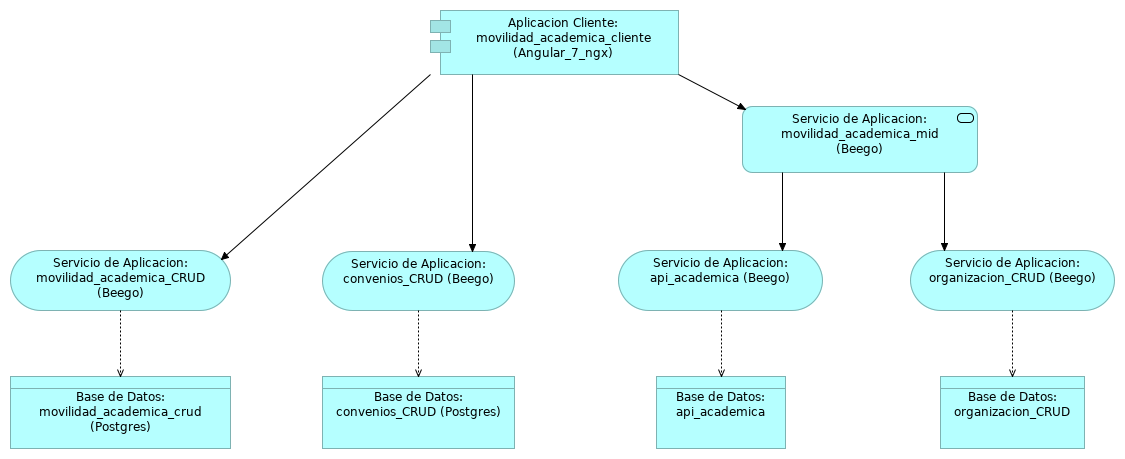 Aplicacion Cliente:
movilidad_academica_cliente
(Angular_7_ngx)
Servicio de Aplicacion:
movilidad_academica_mid
(Beego)
Servicio de Aplicacion:
movilidad_academica_CRUD
(Beego)
Servicio de Aplicacion:
convenios_CRUD (Beego)
Servicio de Aplicacion:
api_academica (Beego)
Servicio de Aplicacion:
organizacion_CRUD (Beego)
Base de Datos:
movilidad_academica_crud
(Postgres)
Base de Datos:
convenios_CRUD (Postgres)
Base de Datos:
api_academica
Base de Datos:
organizacion_CRUD